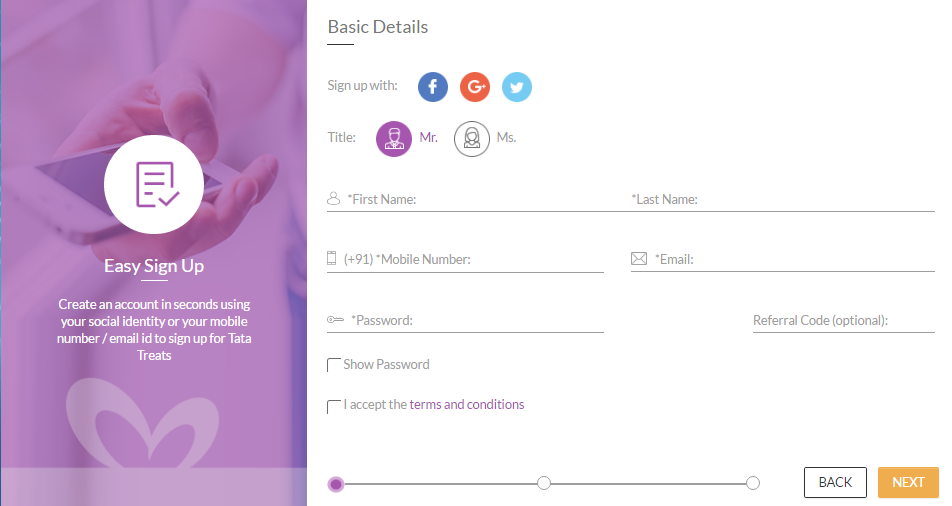 Basic Details
Sign up with:
Title: Mr. Ms.
*First Name: *Last Name:
(+91) *Mobile Number: *Email:
*Password: Referral Code (optional):
Show Password
I accept the terms and conditions
BACK NEXT
Easy Sign Up
Create an account in seconds using
your social identity or your mobile
number / email id to sign up for Tata
Treats